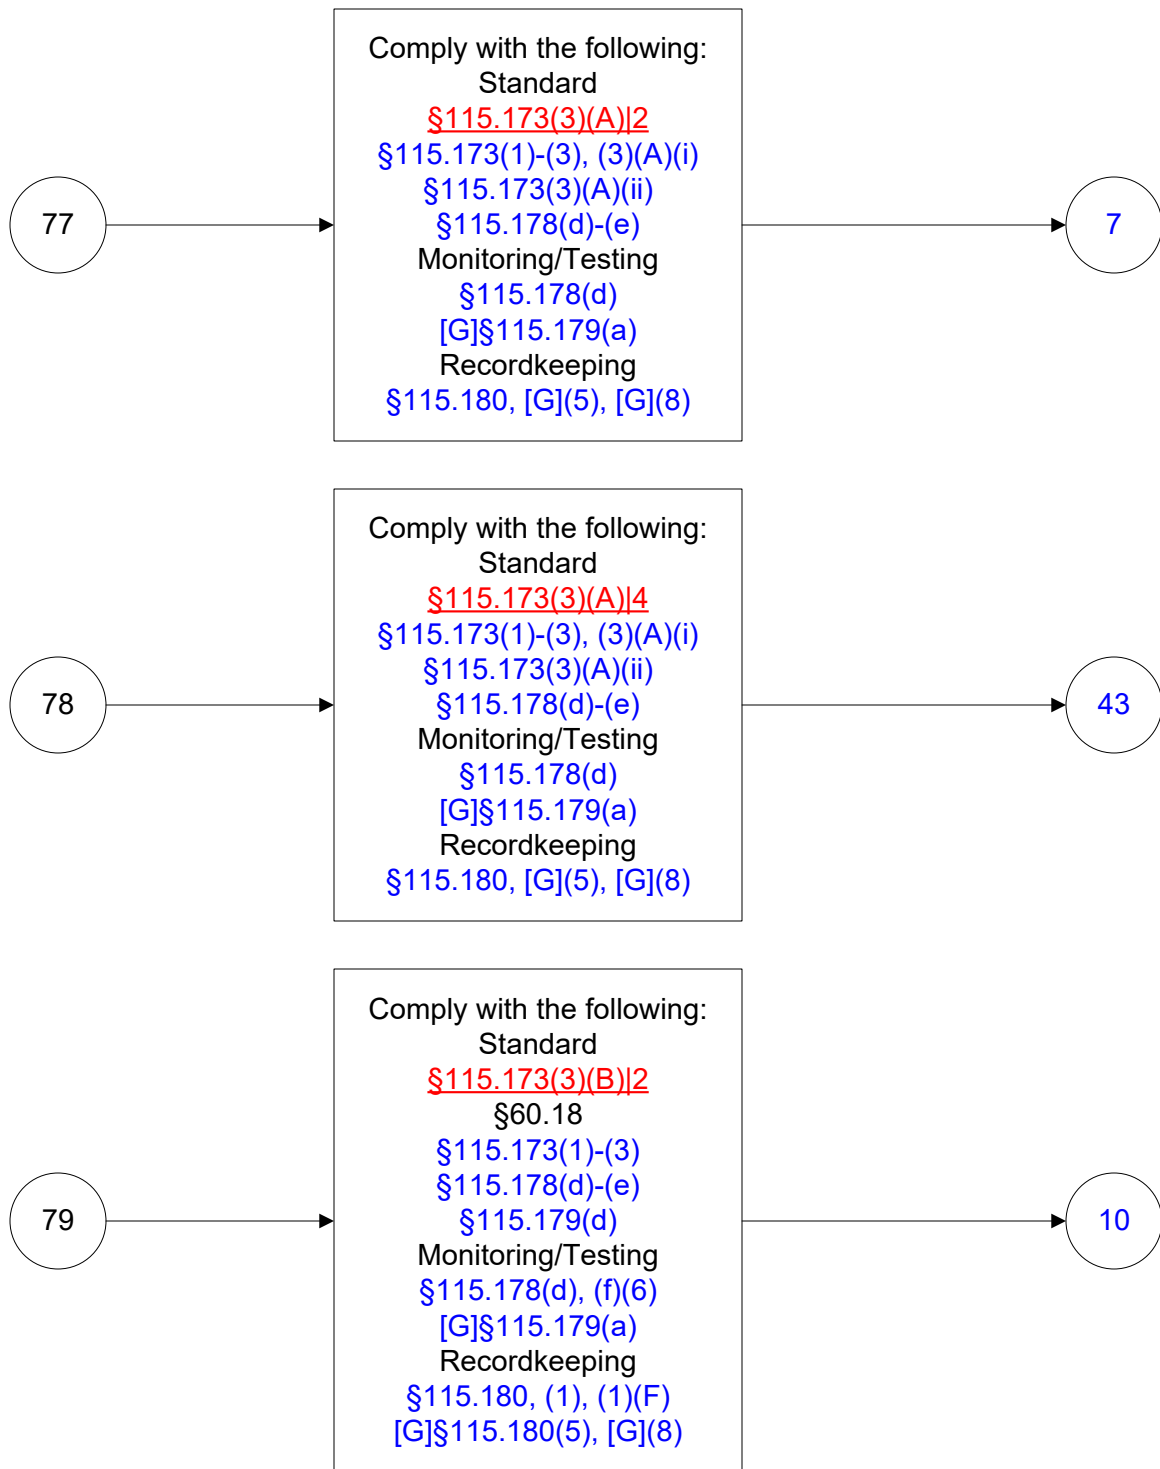 Comply with the following:
Standard
§115.173(3)(A)|2
§115.173(1)-(3), (3)(A)(i)
§115.173(3)(A)(ii)
§115.178(d)-(e)
Monitoring/Testing
§115.178(d)
[G]§115.179(a)
Recordkeeping
§115.180, [G](5), [G](8)
77
7
Comply with the following:
Standard
§115.173(3)(A)|4
§115.173(1)-(3), (3)(A)(i)
§115.173(3)(A)(ii)
§115.178(d)-(e)
Monitoring/Testing
§115.178(d)
[G]§115.179(a)
Recordkeeping
§115.180, [G](5), [G](8)
78
43
Comply with the following:
Standard
§115.173(3)(B)|2
§60.18
§115.173(1)-(3)
§115.178(d)-(e)
§115.179(d)
Monitoring/Testing
§115.178(d), (f)(6)
[G]§115.179(a)
Recordkeeping
§115.180, (1), (1)(F)
[G]§115.180(5), [G](8)
79
10